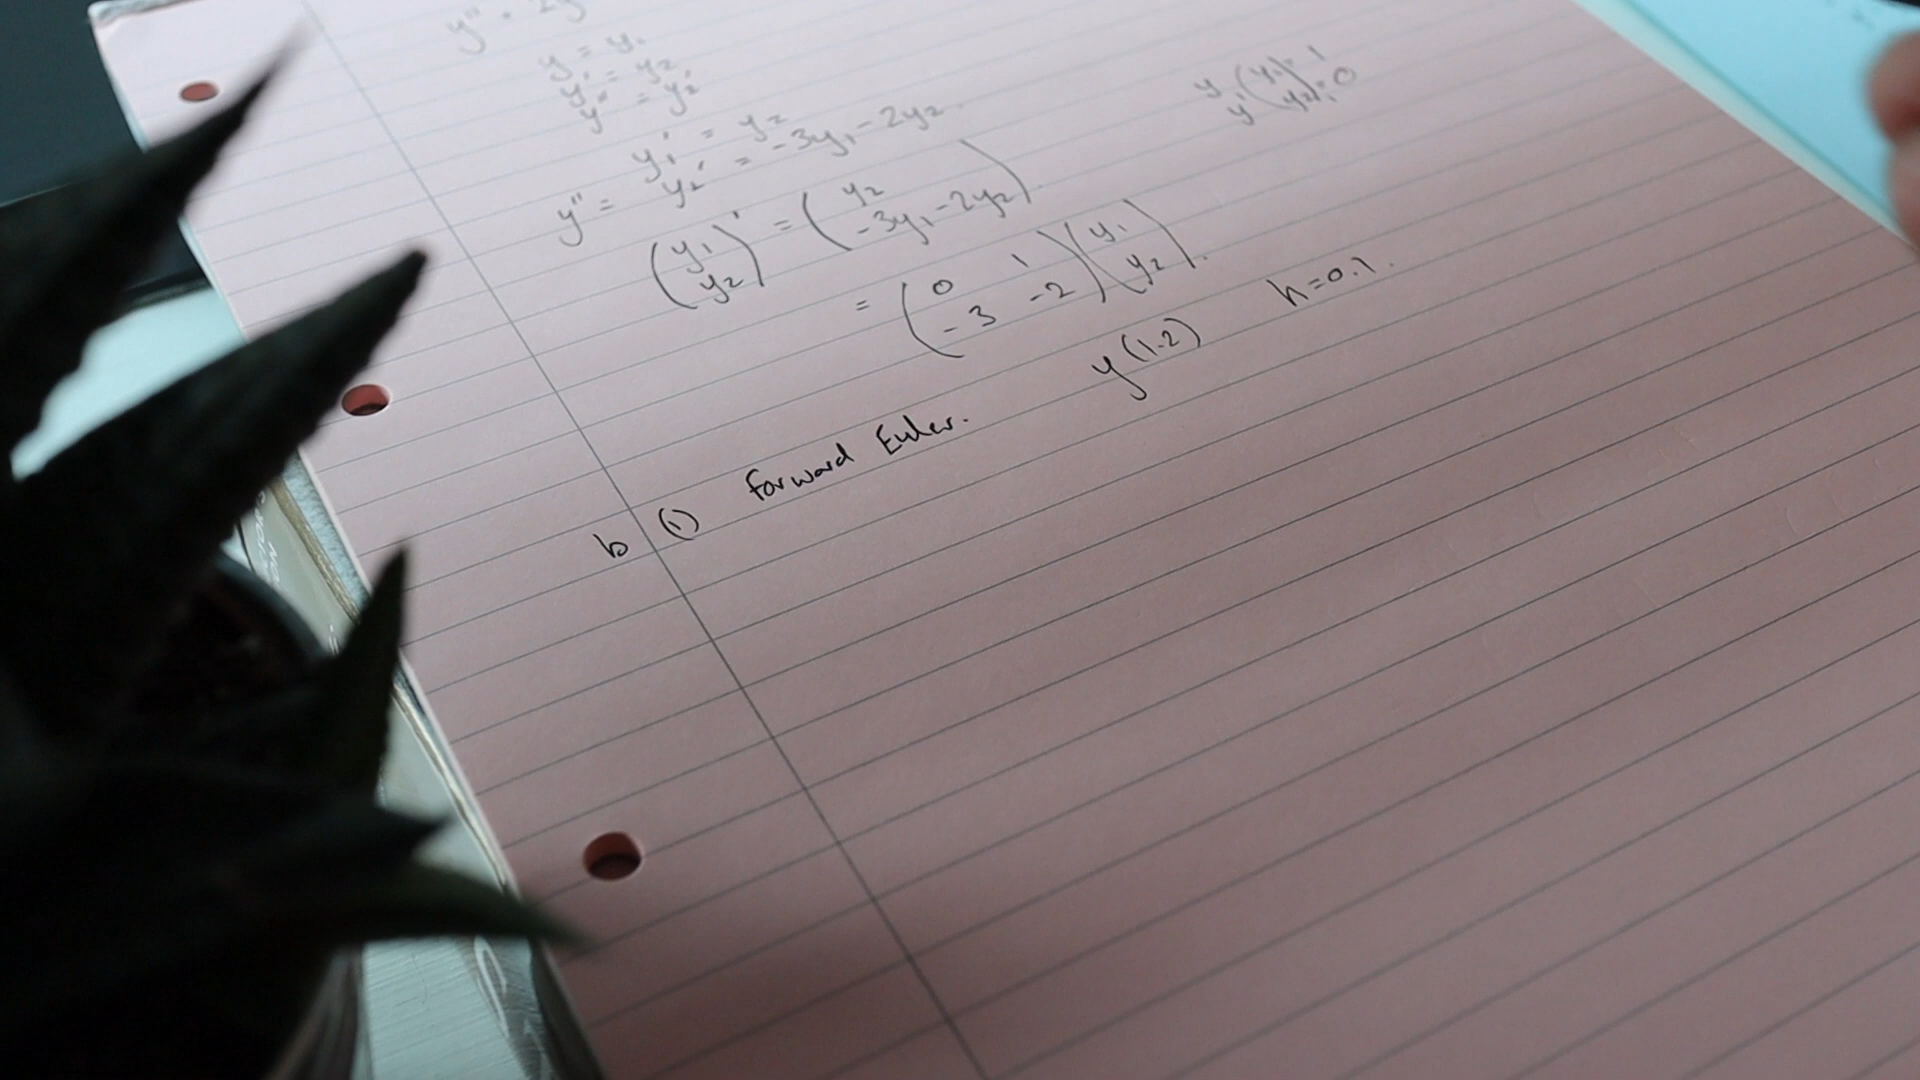 y'' + 2y
y = y₁
y' = y₂
y'' = y₂'
y₁' = y₂
y'' = y₂' = -3y₁ - 2y₂
(y₁ y₂)' = (y₂ -3y₁-2y₂)
= (0 1 -3 -2)(y₁ y₂).
y (y₁) = 1
y' (y₂) = 0
b (i) Forward Euler. y(1.2) h=0.1.